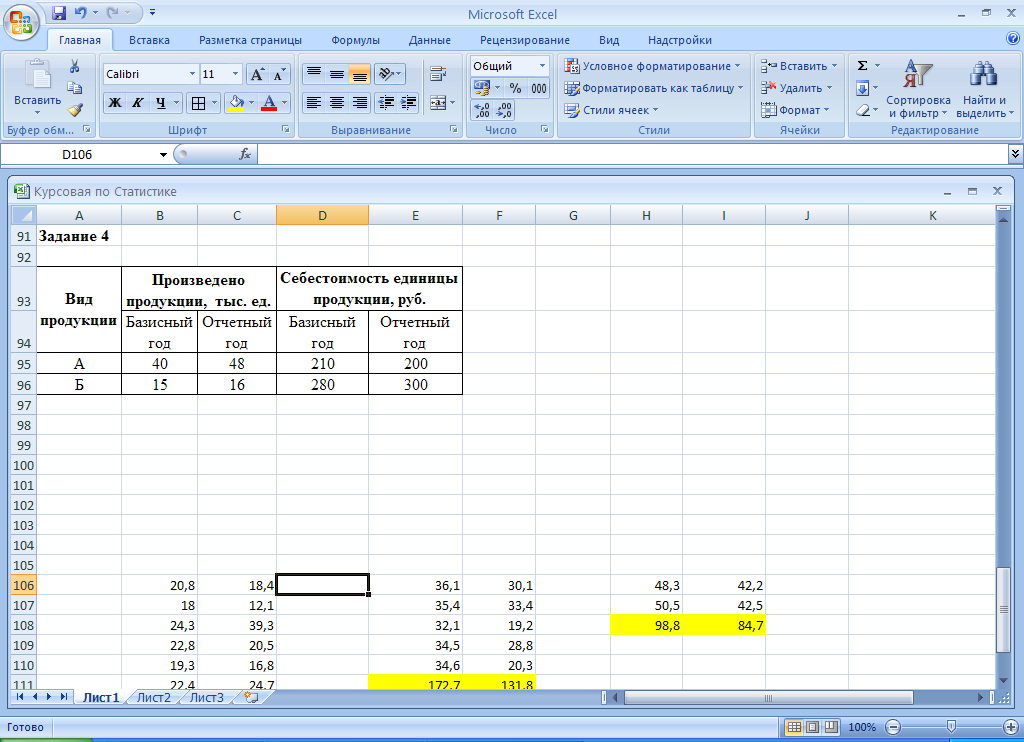 Microsoft Excel
Главная Вставка Разметка страницы Формулы Данные Рецензирование Вид Надстройки
Вставить
Буфер обм...
Calibri 11
Ж К Ч
Шрифт
Выравнивание
Общий
% 000
Число
Условное форматирование
Форматировать как таблицу
Стили ячеек
Стили
Вставить
Удалить
Формат
Ячейки
Σ
Сортировка и фильтр
Найти и выделить
Редактирование
D106 fx
Курсовая по Статистике
A B C D E F G H I J K
91 Задание 4
92
93 Вид продукции Произведено продукции, тыс. ед. Себестоимость единицы продукции, руб.
94 Базисный год Отчетный год Базисный год Отчетный год
95 А 40 48 210 200
96 Б 15 16 280 300
97
98
99
100
101
102
103
104
105
106 20,8 18,4 36,1 30,1 48,3 42,2
107 18 12,1 35,4 33,4 50,5 42,5
108 24,3 39,3 32,1 19,2 98,8 84,7
109 22,8 20,5 34,5 28,8
110 19,3 16,8 34,6 20,3
111 22,4 24,7 172,7 131,8
Лист1 Лист2 Лист3
Готово 100%